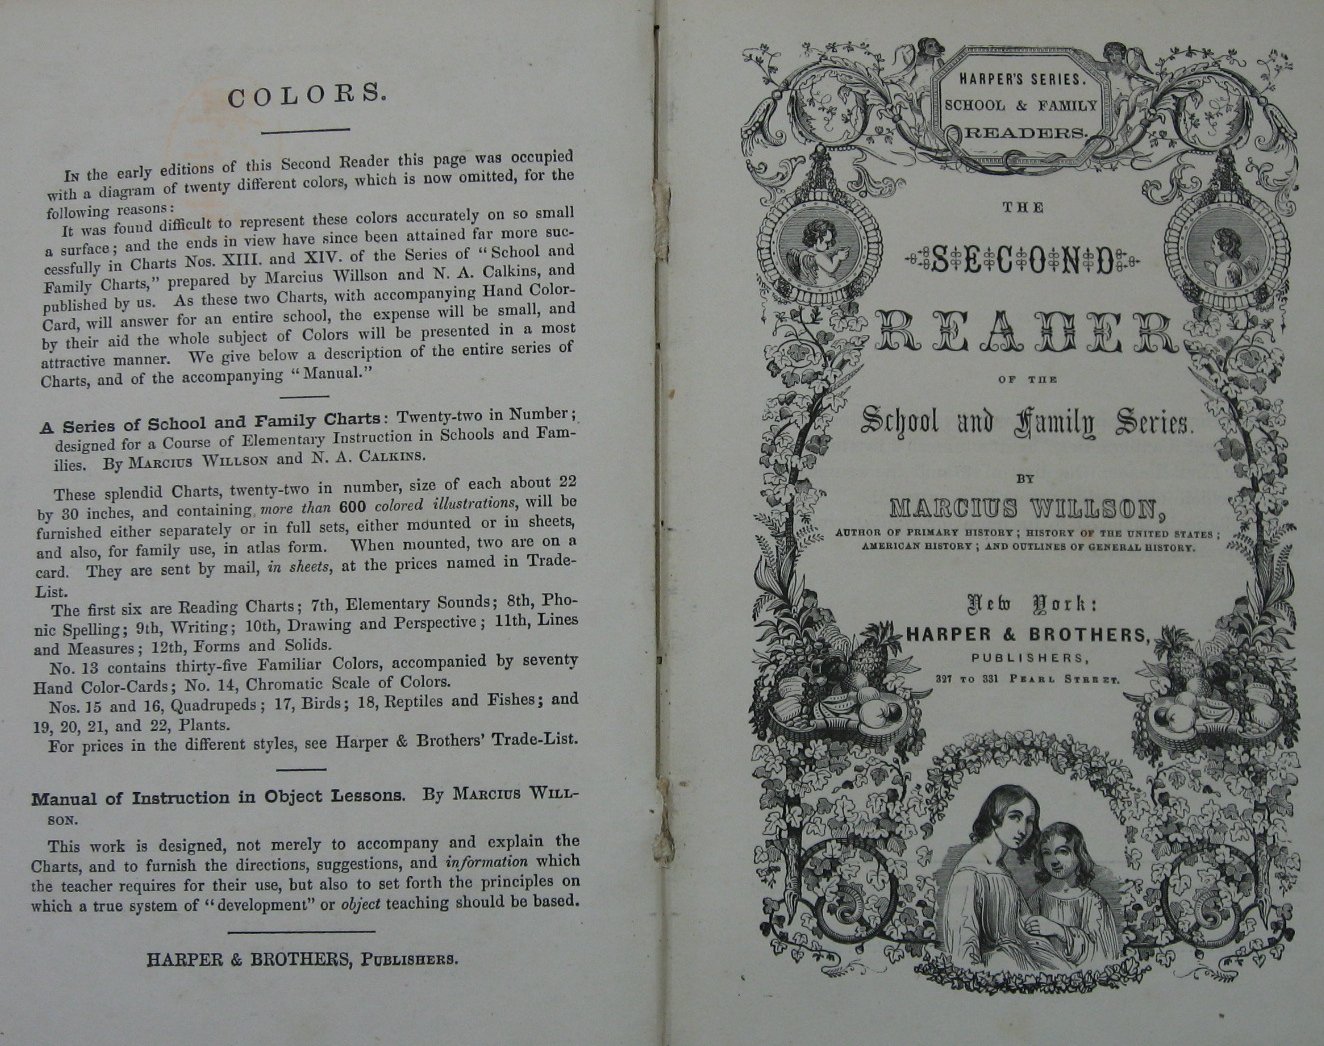 COLORS.
In the early editions of this Second Reader this page was occupied
with a diagram of twenty different colors, which is now omitted, for the
following reasons:
It was found difficult to represent these colors accurately on so small
a surface; and the ends in view have since been attained far more suc-
cessfully in Charts Nos. XIII. and XIV. of the Series of "School and
Family Charts," prepared by Marcius Willson and N. A. Calkins, and
published by us. As these two Charts, with accompanying Hand Color-
Card, will answer for an entire school, the expense will be small, and
by their aid the whole subject of Colors will be presented in a most
attractive manner. We give below a description of the entire series of
Charts, and of the accompanying "Manual."
A Series of School and Family Charts: Twenty-two in Number;
designed for a Course of Elementary Instruction in Schools and Fam-
ilies. By Marcius Willson and N. A. Calkins.
These splendid Charts, twenty-two in number, size of each about 22
by 30 inches, and containing more than 600 colored illustrations, will be
furnished either separately or in full sets, either mounted or in sheets,
and also, for family use, in atlas form. When mounted, two are on a
card. They are sent by mail, in sheets, at the prices named in Trade-
List.
The first six are Reading Charts; 7th, Elementary Sounds; 8th, Pho-
nic Spelling; 9th, Writing; 10th, Drawing and Perspective; 11th, Lines
and Measures; 12th, Forms and Solids.
No. 13 contains thirty-five Familiar Colors, accompanied by seventy
Hand Color-Cards; No. 14, Chromatic Scale of Colors.
Nos. 15 and 16, Quadrupeds; 17, Birds; 18, Reptiles and Fishes; and
19, 20, 21, and 22, Plants.
For prices in the different styles, see Harper & Brothers' Trade-List.
Manual of Instruction in Object Lessons. By Marcius Will-
son.
This work is designed, not merely to accompany and explain the
Charts, and to furnish the directions, suggestions, and information which
the teacher requires for their use, but also to set forth the principles on
which a true system of "development" or object teaching should be based.
HARPER & BROTHERS, Publishers.
HARPER'S SERIES.
SCHOOL & FAMILY
READERS.
THE
SECOND
READER
OF THE
School and Family Series.
BY
MARCIUS WILLSON,
AUTHOR OF PRIMARY HISTORY; HISTORY OF THE UNITED STATES;
AMERICAN HISTORY; AND OUTLINES OF GENERAL HISTORY.
New York:
HARPER & BROTHERS,
PUBLISHERS,
327 TO 331 PEARL STREET.